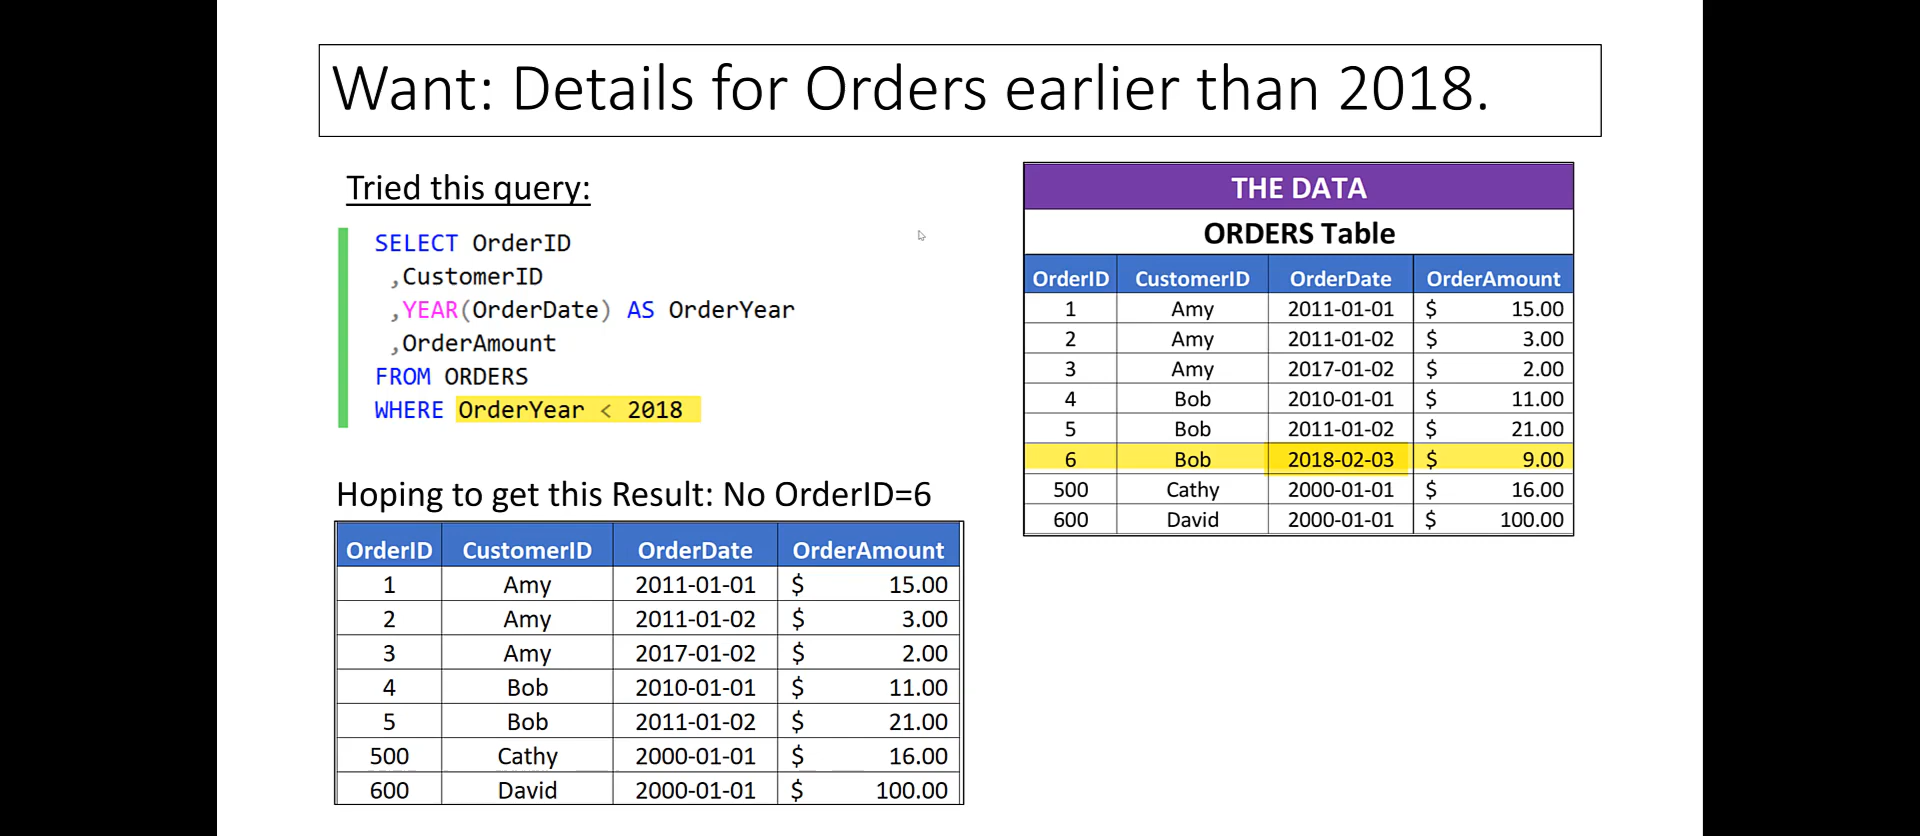 Want: Details for Orders earlier than 2018.
Tried this query:
SELECT OrderID
,CustomerID
,YEAR(OrderDate) AS OrderYear
,OrderAmount
FROM ORDERS
WHERE OrderYear < 2018
Hoping to get this Result: No OrderID=6
OrderID CustomerID OrderDate OrderAmount
1 Amy 2011-01-01 $ 15.00
2 Amy 2011-01-02 $ 3.00
3 Amy 2017-01-02 $ 2.00
4 Bob 2010-01-01 $ 11.00
5 Bob 2011-01-02 $ 21.00
500 Cathy 2000-01-01 $ 16.00
600 David 2000-01-01 $ 100.00
THE DATA
ORDERS Table
OrderID CustomerID OrderDate OrderAmount
1 Amy 2011-01-01 $ 15.00
2 Amy 2011-01-02 $ 3.00
3 Amy 2017-01-02 $ 2.00
4 Bob 2010-01-01 $ 11.00
5 Bob 2011-01-02 $ 21.00
6 Bob 2018-02-03 $ 9.00
500 Cathy 2000-01-01 $ 16.00
600 David 2000-01-01 $ 100.00